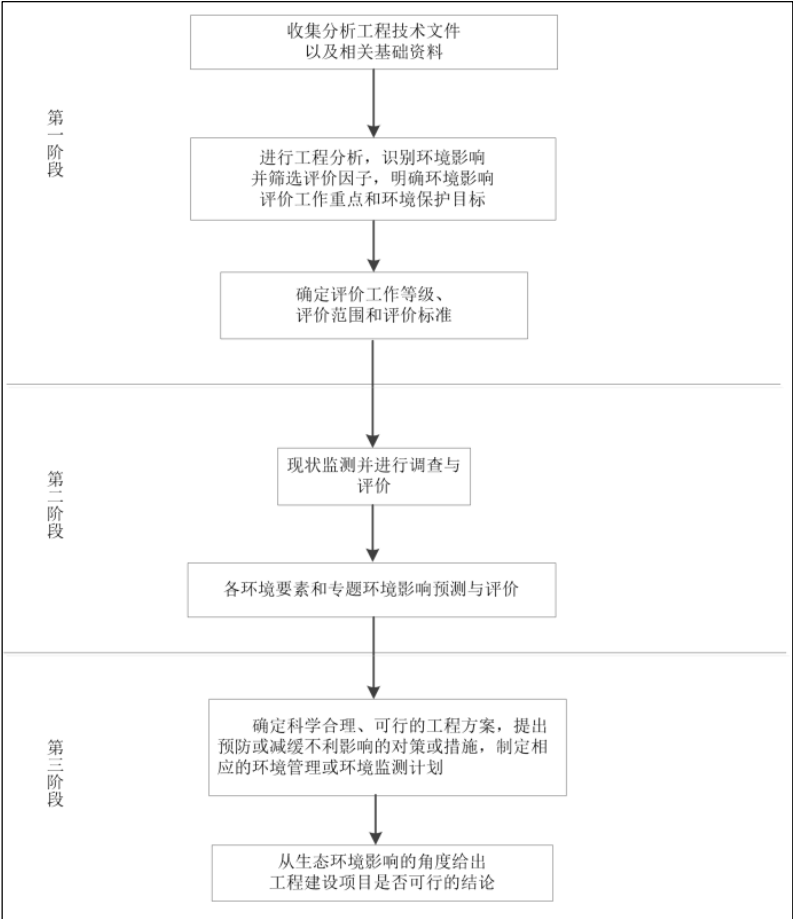 收集分析工程技术文件
以及相关基础资料
第一阶段
进行工程分析，识别环境影响
并筛选评价因子，明确环境影响
评价工作重点和环境保护目标
确定评价工作等级、
评价范围和评价标准
第二阶段
现状监测并进行调查与
评价
各环境要素和专题环境影响预测与评价
第三阶段
确定科学合理、可行的工程方案，提出
预防或减缓不利影响的对策或措施，制定相
应的环境管理或环境监测计划
从生态环境影响的角度给出
工程建设项目是否可行的结论